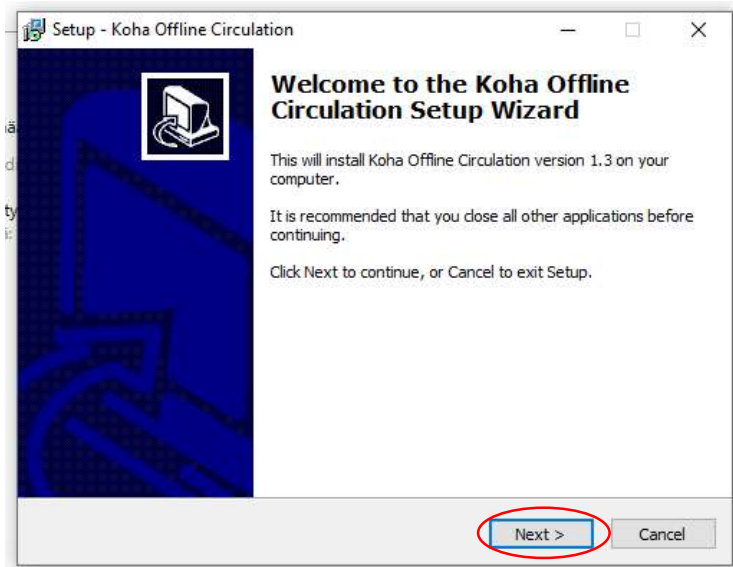 Setup - Koha Offline Circulation
Welcome to the Koha Offline
Circulation Setup Wizard
This will install Koha Offline Circulation version 1.3 on your
computer.
It is recommended that you close all other applications before
continuing.
Click Next to continue, or Cancel to exit Setup.
Next >
Cancel